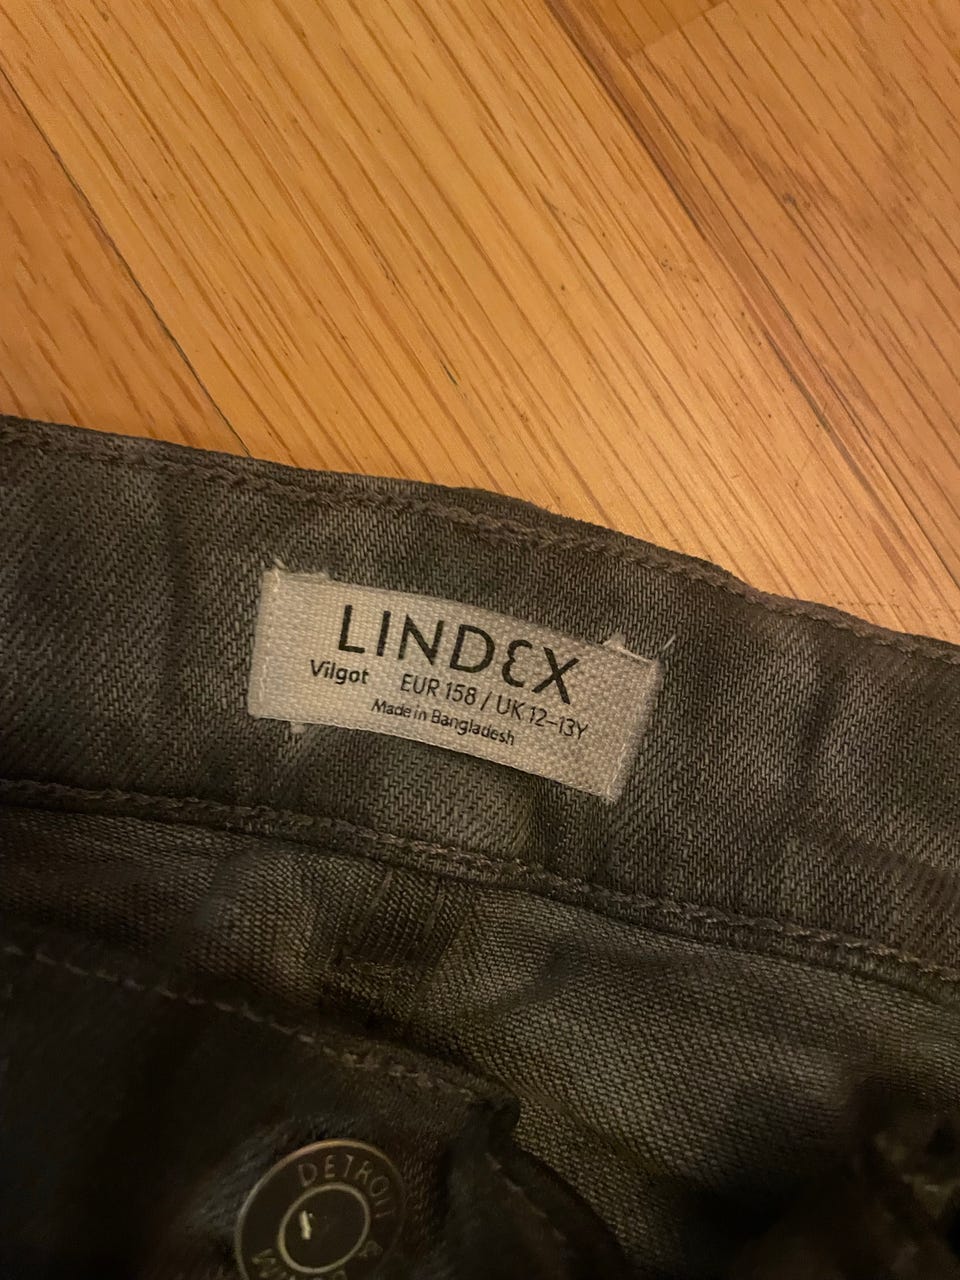 LINDEX
Vilgot EUR 158 / UK 12–13Y
Made in Bangladesh
DETROIT
&